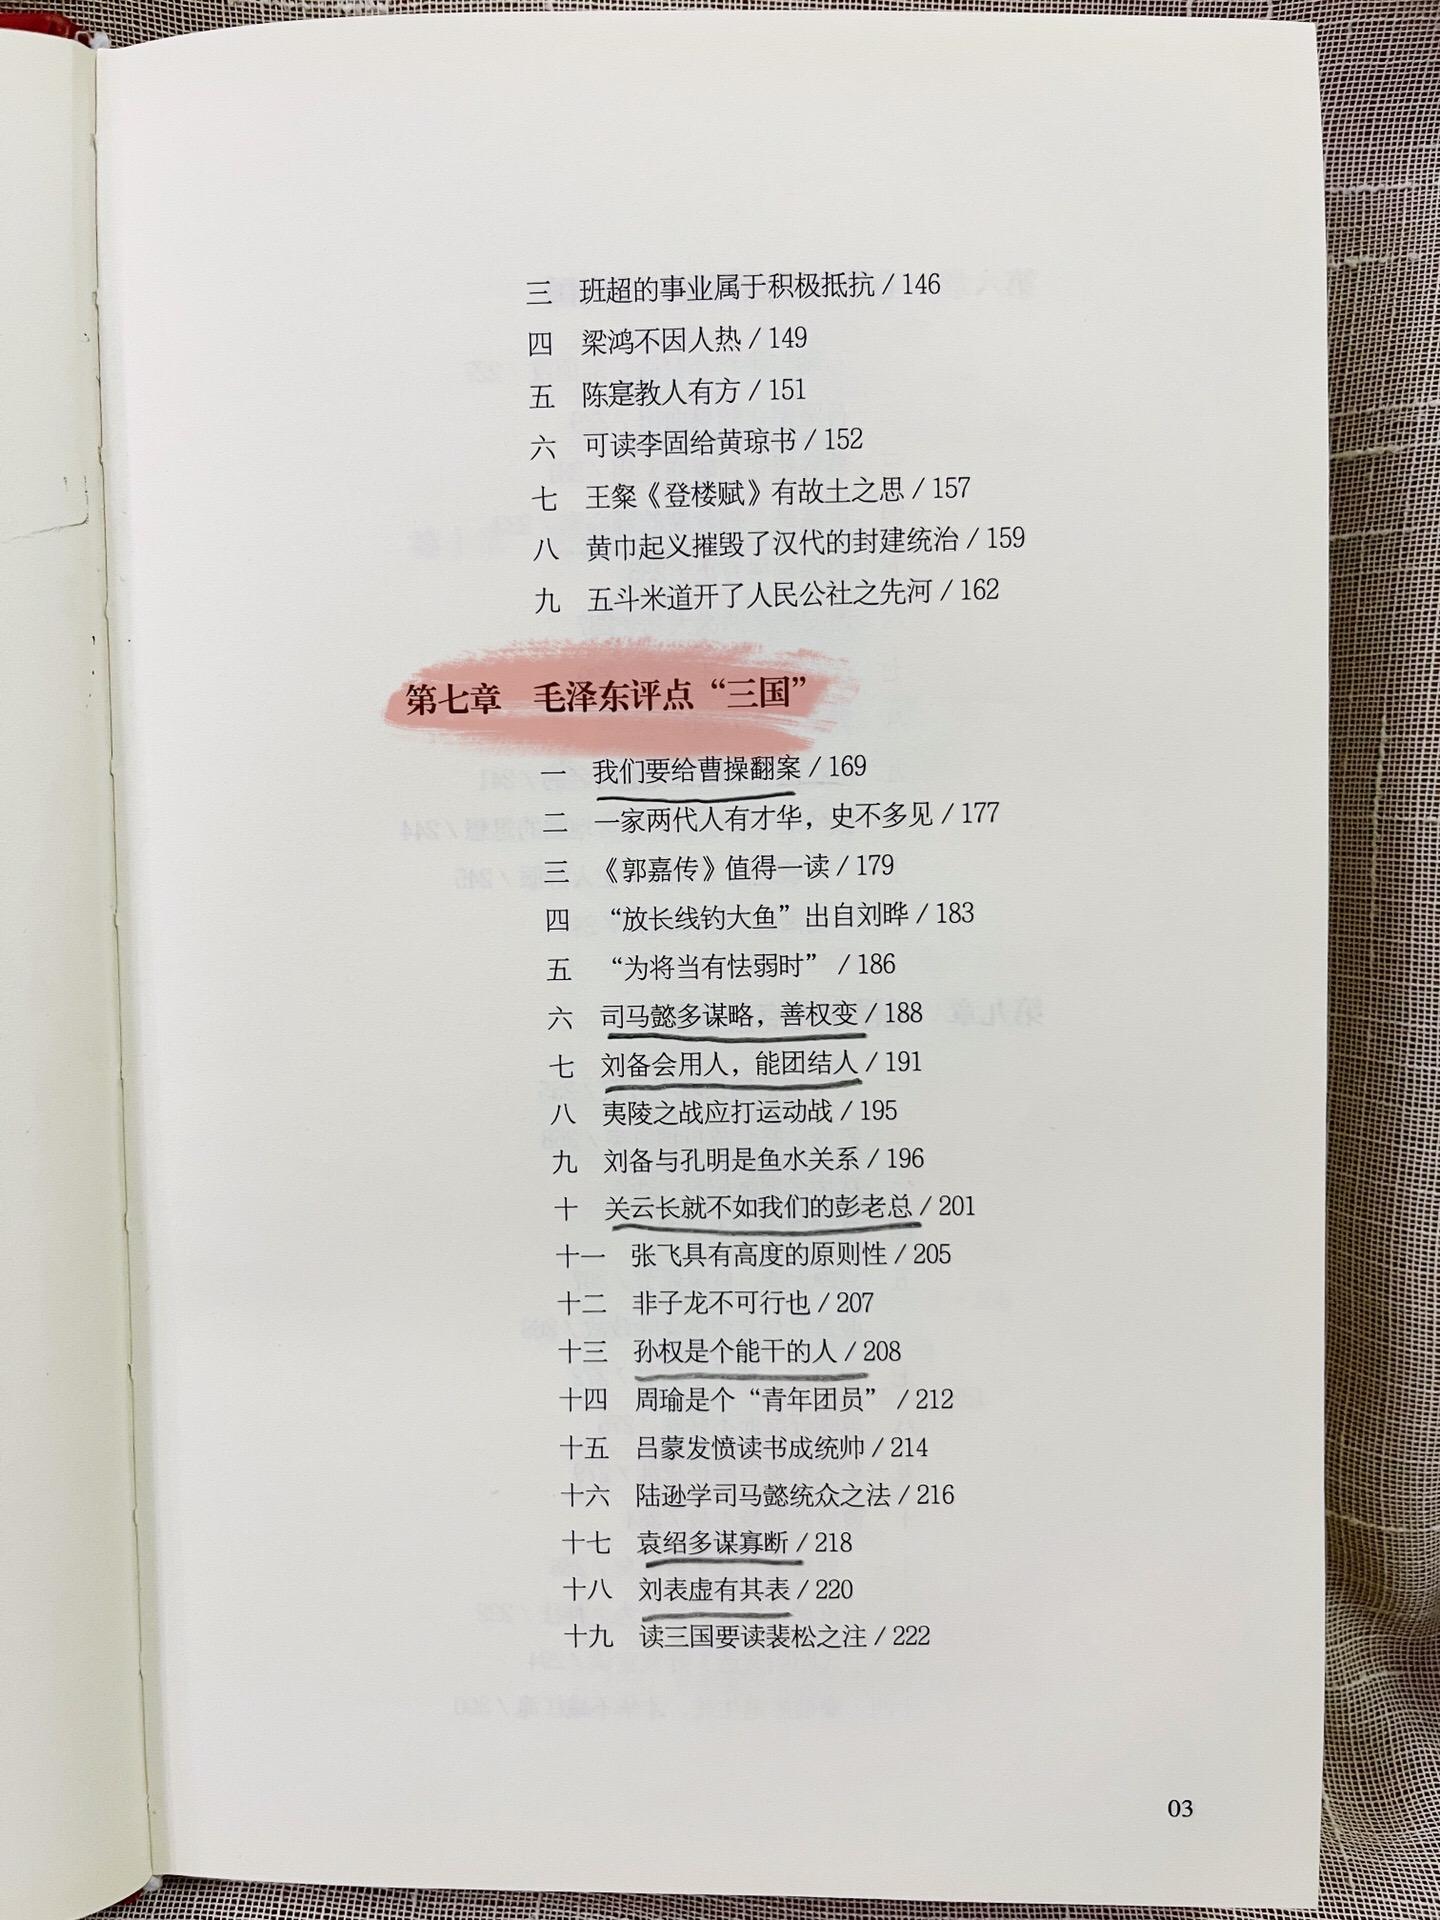 三 班超的事业属于积极抵抗 / 146
四 梁鸿不因人热 / 149
五 陈寔教人有方 / 151
六 可读李固给黄琼书 / 152
七 王粲《登楼赋》有故土之思 / 157
八 黄巾起义摧毁了汉代的封建统治 / 159
九 五斗米道开了人民公社之先河 / 162
第七章 毛泽东评点“三国”
一 我们要给曹操翻案 / 169
二 一家两代人有才华，史不多见 / 177
三 《郭嘉传》值得一读 / 179
四 “放长线钓大鱼”出自刘晔 / 183
五 “为将当有怯弱时” / 186
六 司马懿多谋略，善权变 / 188
七 刘备会用人，能团结人 / 191
八 夷陵之战应打运动战 / 195
九 刘备与孔明是鱼水关系 / 196
十 关云长就不如我们的彭老总 / 201
十一 张飞具有高度的原则性 / 205
十二 非子龙不可行也 / 207
十三 孙权是个能干的人 / 208
十四 周瑜是个“青年团员” / 212
十五 吕蒙发愤读书成统帅 / 214
十六 陆逊学司马懿统众之法 / 216
十七 袁绍多谋寡断 / 218
十八 刘表虚有其表 / 220
十九 读三国要读裴松之注 / 222
03